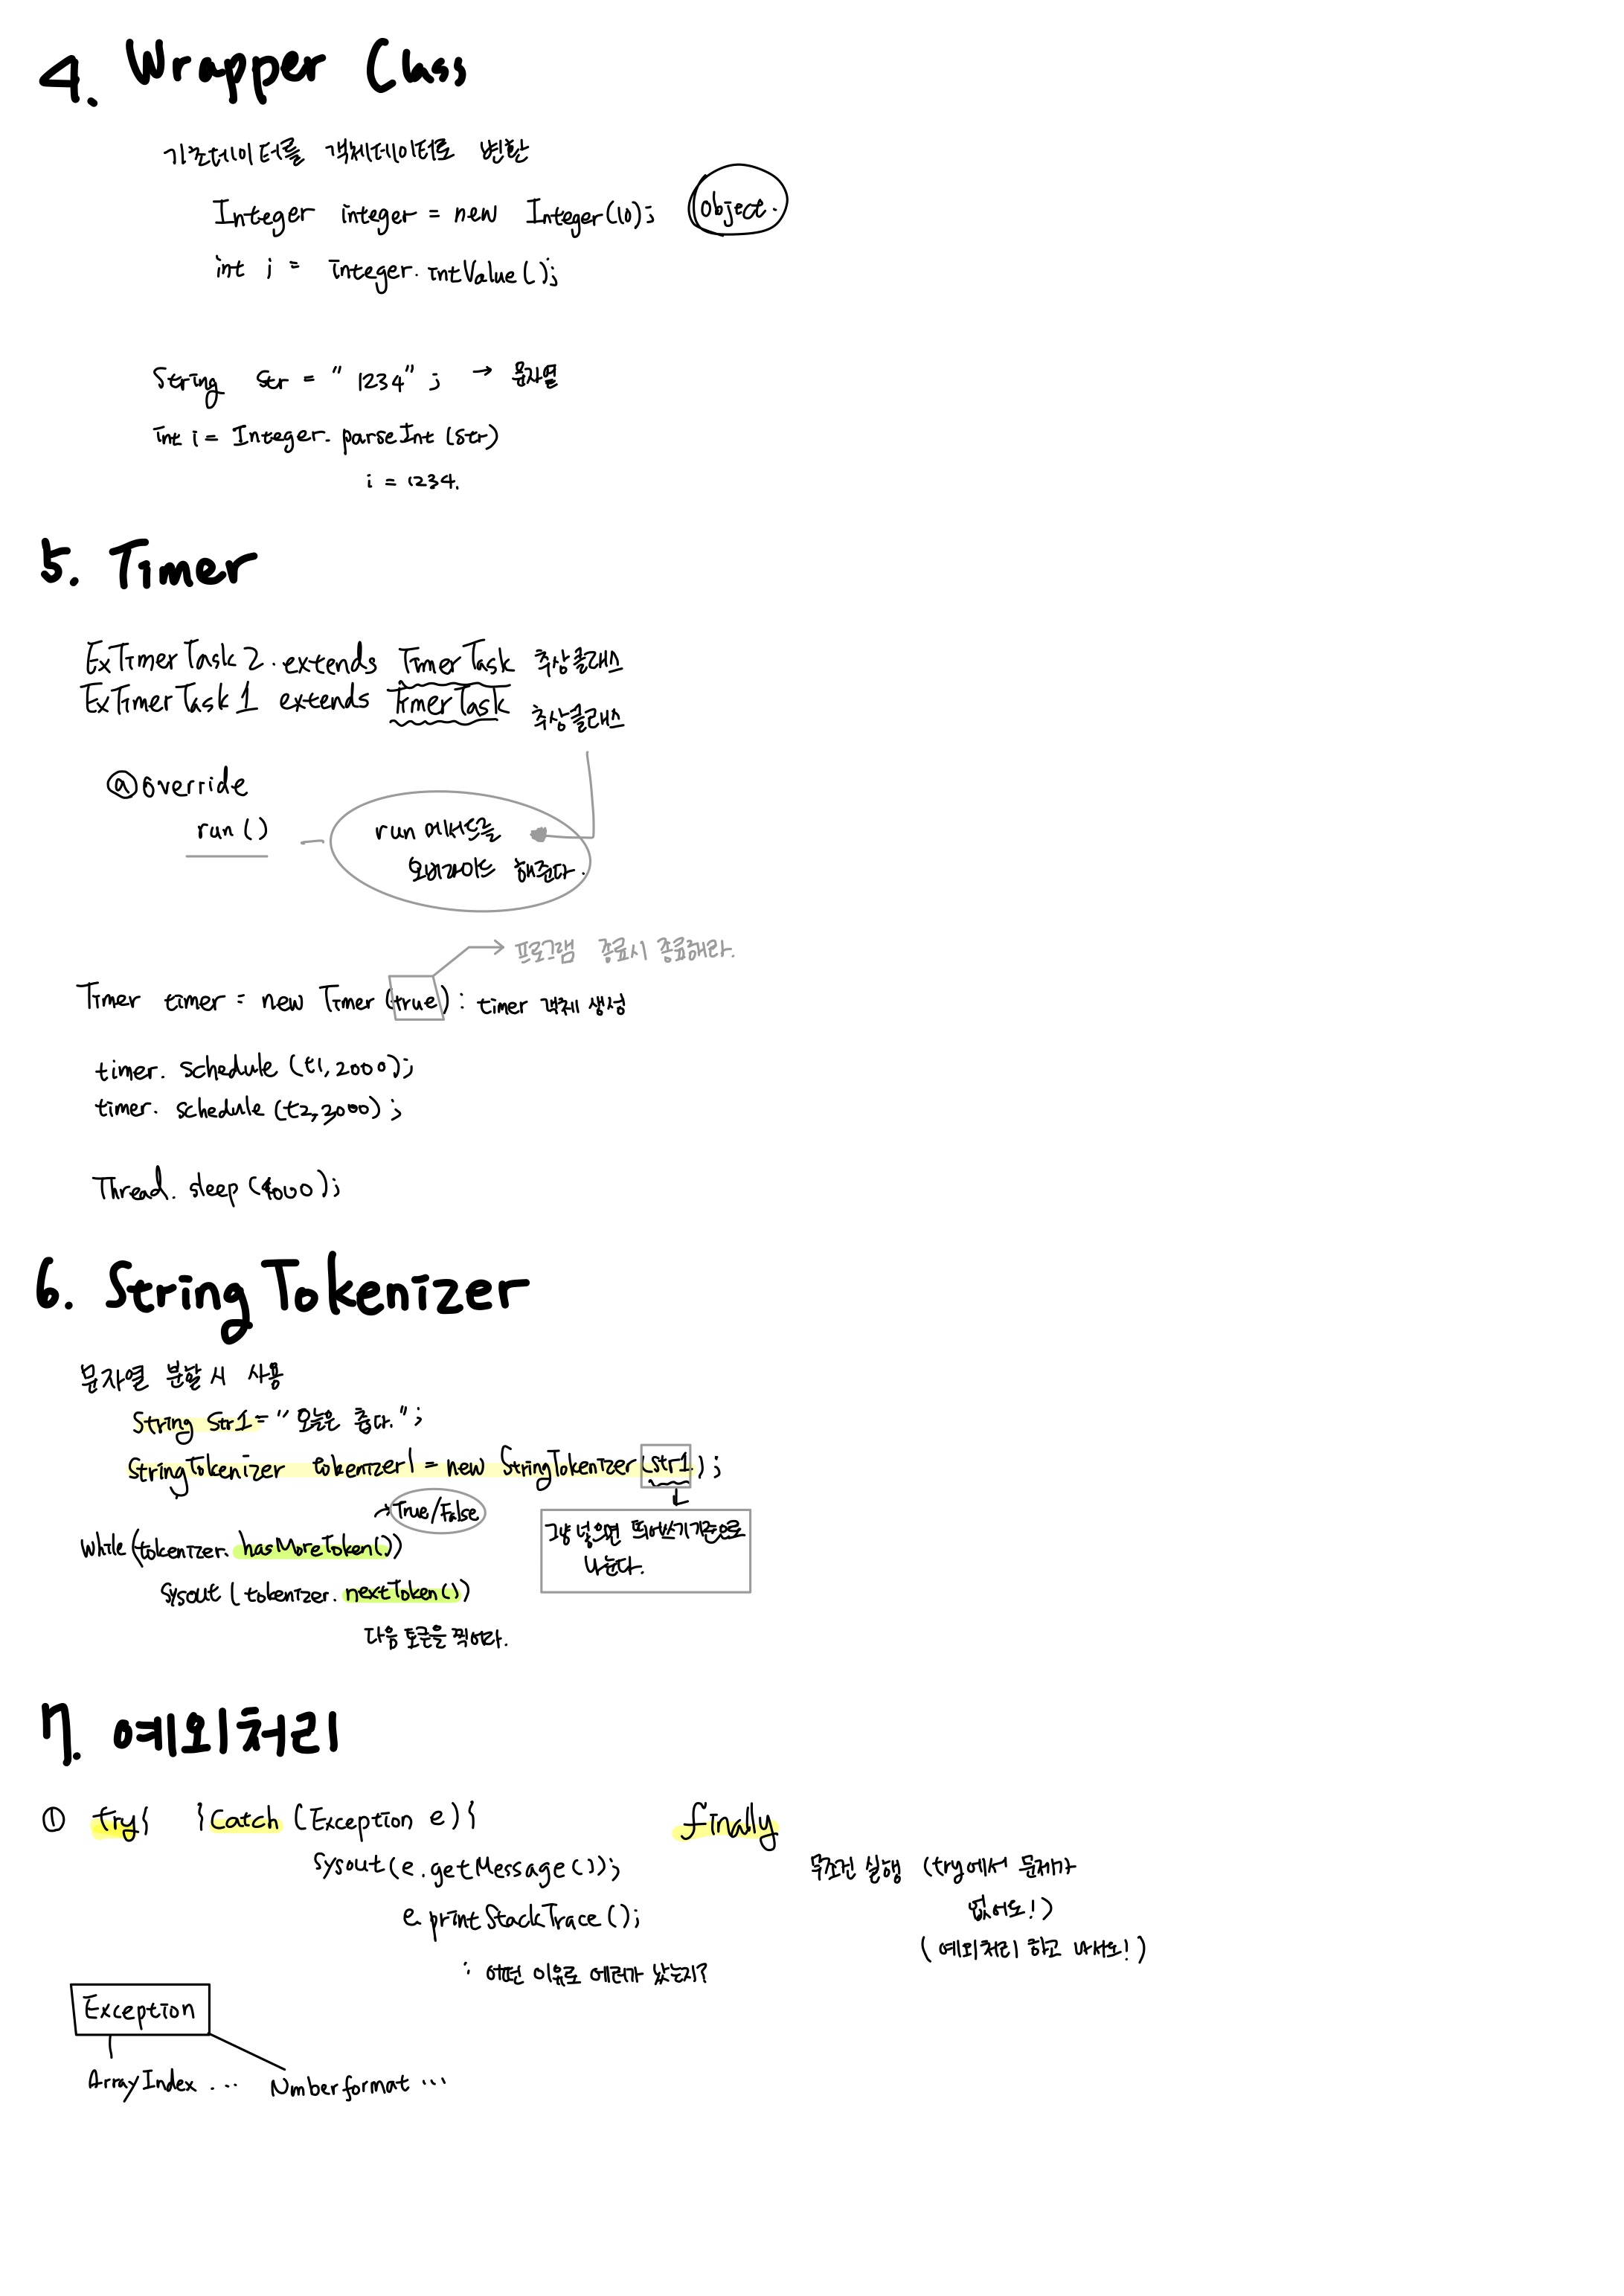 4. Wrapper Class
기초데이터를 객체데이터로 변환
Integer integer = new Integer(10); object.
int i = integer.intValue();
String str = "1234"; → 문자열
int i = Integer.parseInt(str)
i = 1234.
5. Timer
ExTimerTask2. extends TimerTask 추상클래스
ExTimerTask1 extends TimerTask 추상클래스
@override
run() run 메서드를
오버라이드 해준다.
→ 프로그램 종료시 종료해라.
Timer timer = new Timer(true) : timer 객체 생성
timer. schedule (t1, 2000);
timer. schedule (t2, 3000);
Thread. sleep (4000);
6. StringTokenizer
문자열 분할 시 사용
String Str1 = "오늘은 춥다.";
StringTokenizer tokenizer1 = new StringTokenizer(str1);
→ True/False
그냥 넣으면 띄어쓰기기준으로
나눈다.
while(tokenizer. hasMoreToken())
sysout (tokenizer. nextToken())
다음 토큰을 찍어라.
7. 예외처리
① try{ }catch (Exception e){ finally
sysout(e.getMessage());
e.printStackTrace();
: 어떤 이유로 에러가 났는지?
무조건 실행 (try에서 문제가
없어도!)
(예외처리 하고 나서도!)
Exception
ArrayIndex ... Nmberformat ...